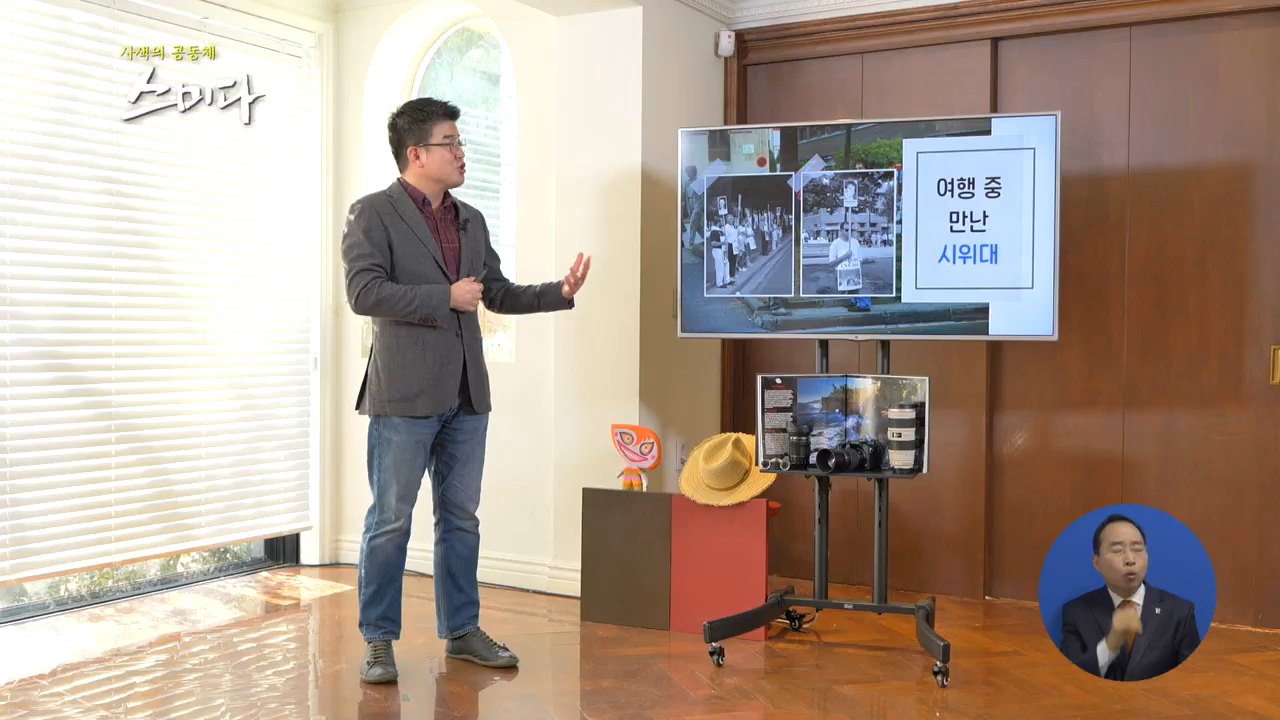 사색의 공동체
스미다
여행 중
만난
시위대